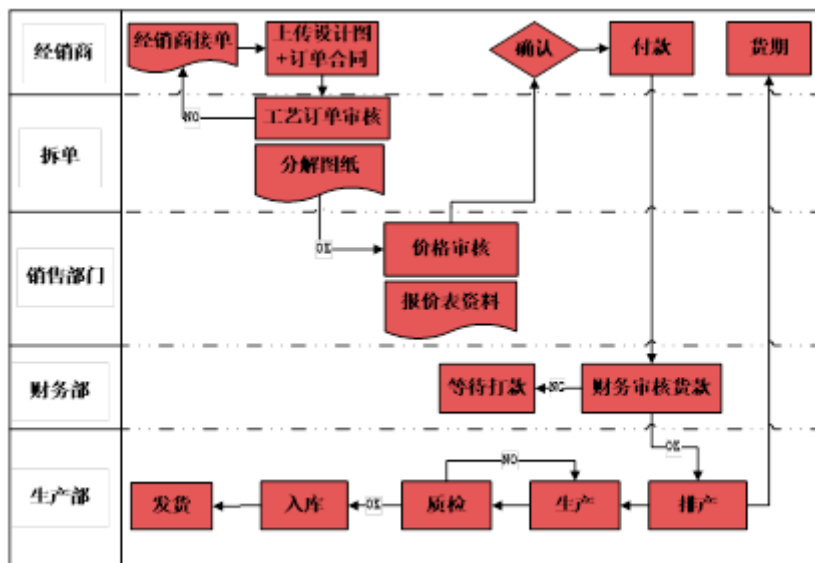 经销商
经销商接单
上传设计图
+订单合同
确认
付款
货期
NO
拆单
工艺订单审核
分解图纸
OK
销售部门
价格审核
报价表资料
财务部
等待打款
NO
财务审核货款
OK
NO
生产部
发货
入库
OK
质检
生产
排产